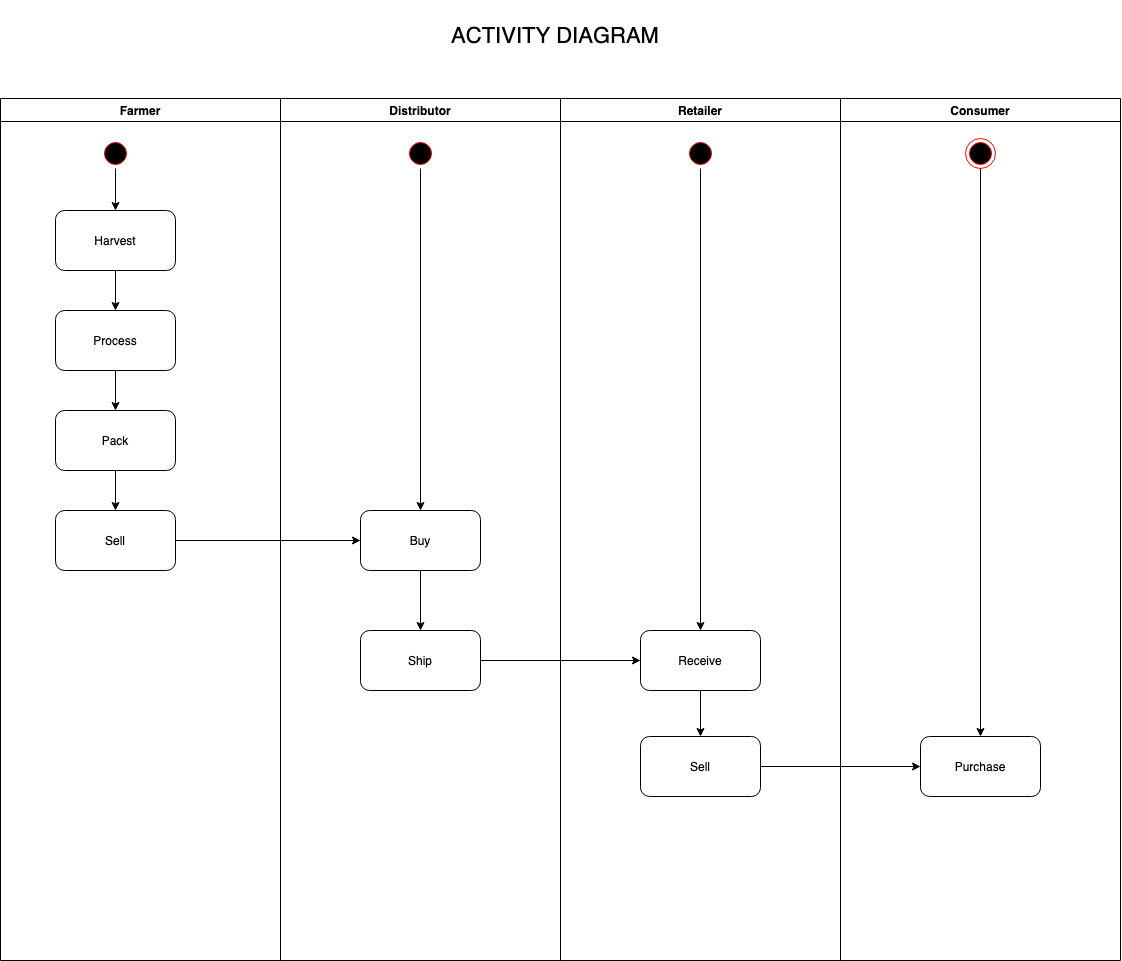 ACTIVITY DIAGRAM
Farmer
Distributor
Retailer
Consumer
Harvest
Process
Pack
Sell
Buy
Ship
Receive
Sell
Purchase